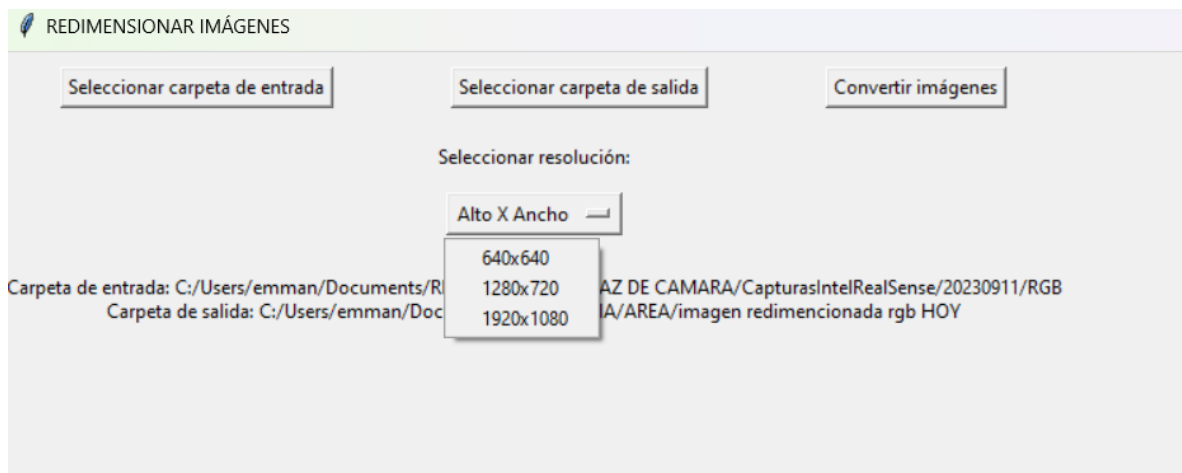 REDIMENSIONAR IMÁGENES
Seleccionar carpeta de entrada
Seleccionar carpeta de salida
Convertir imágenes
Seleccionar resolución:
Alto X Ancho
640x640
1280x720
1920x1080
Carpeta de entrada: C:/Users/emman/Documents/ AZ DE CAMARA/CapturasIntelRealSense/20230911/RGB
Carpeta de salida: C:/Users/emman/Doc /AREA/imagen redimencionada rgb HOY